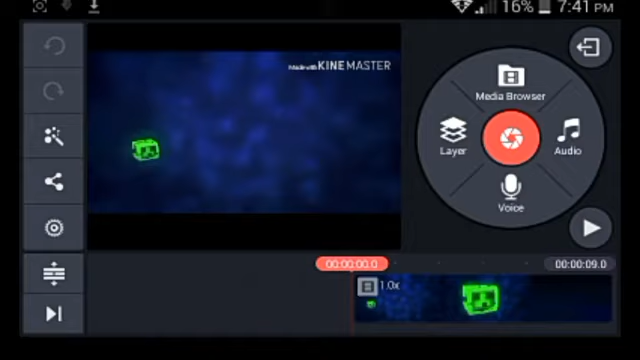 16% 7:41 PM
Made with KINEMASTER
Media Browser
Layer
Audio
Voice
00:00:00.0
00:00:09.0
1.0x